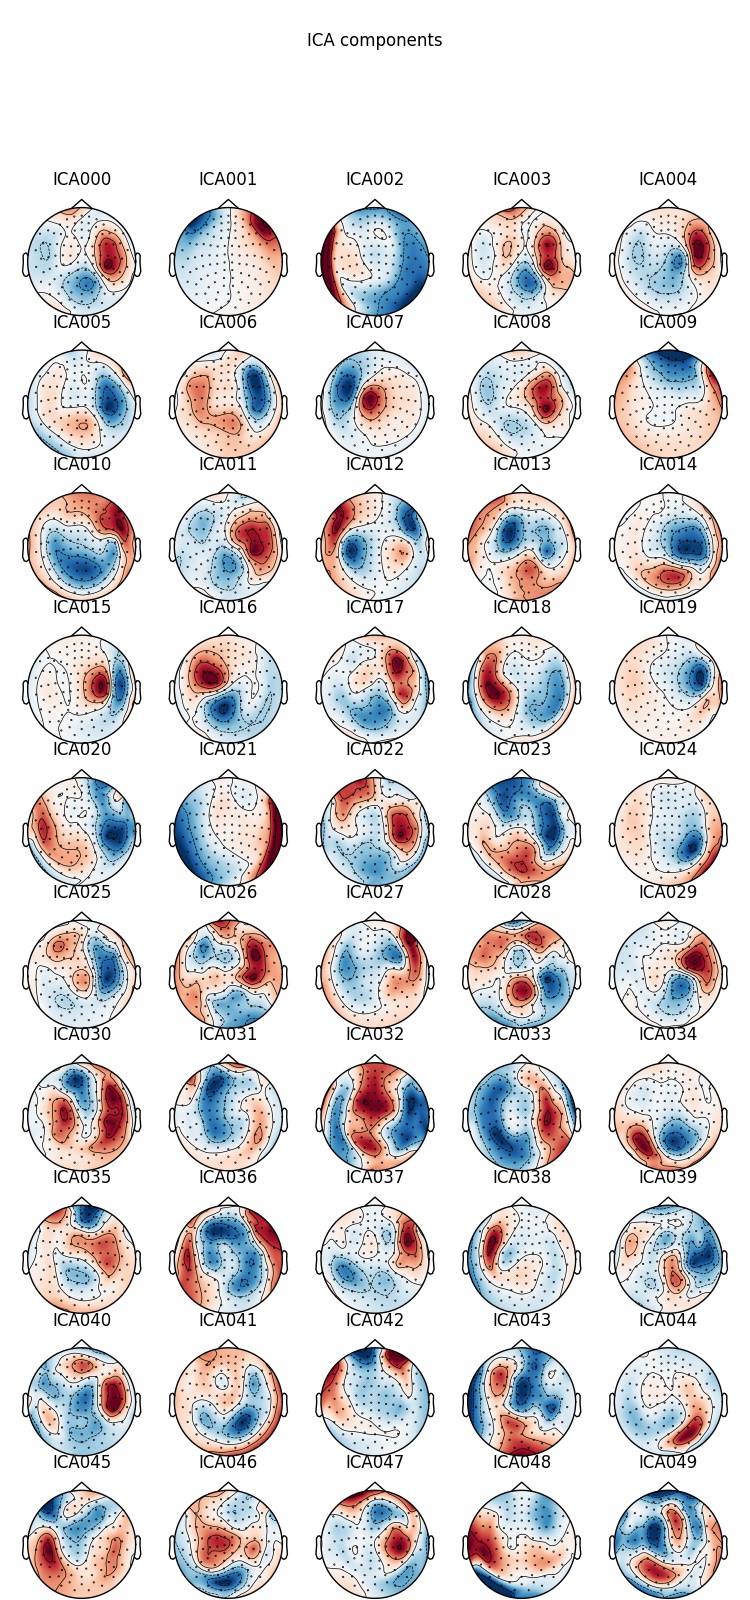 ICA components
ICA000 ICA001 ICA002 ICA003 ICA004
ICA005 ICA006 ICA007 ICA008 ICA009
ICA010 ICA011 ICA012 ICA013 ICA014
ICA015 ICA016 ICA017 ICA018 ICA019
ICA020 ICA021 ICA022 ICA023 ICA024
ICA025 ICA026 ICA027 ICA028 ICA029
ICA030 ICA031 ICA032 ICA033 ICA034
ICA035 ICA036 ICA037 ICA038 ICA039
ICA040 ICA041 ICA042 ICA043 ICA044
ICA045 ICA046 ICA047 ICA048 ICA049